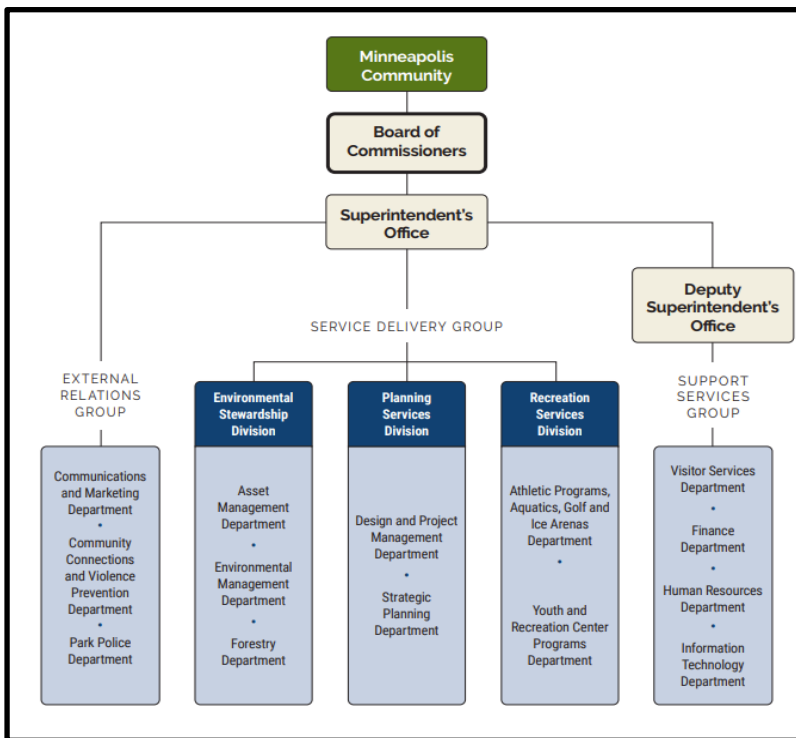 Minneapolis
Community
Board of
Commissioners
Superintendent's
Office
Deputy
Superintendent's
Office
SERVICE DELIVERY GROUP
EXTERNAL
RELATIONS
GROUP
Communications
and Marketing
Department
•
Community
Connections
and Violence
Prevention
Department
•
Park Police
Department
Environmental
Stewardship
Division
Asset
Management
Department
•
Environmental
Management
Department
•
Forestry
Department
Planning
Services
Division
Design and Project
Management
Department
•
Strategic
Planning
Department
Recreation
Services
Division
Athletic Programs,
Aquatics, Golf and
Ice Arenas
Department
•
Youth and
Recreation Center
Programs
Department
SUPPORT
SERVICES
GROUP
Visitor Services
Department
•
Finance
Department
•
Human Resources
Department
•
Information
Technology
Department